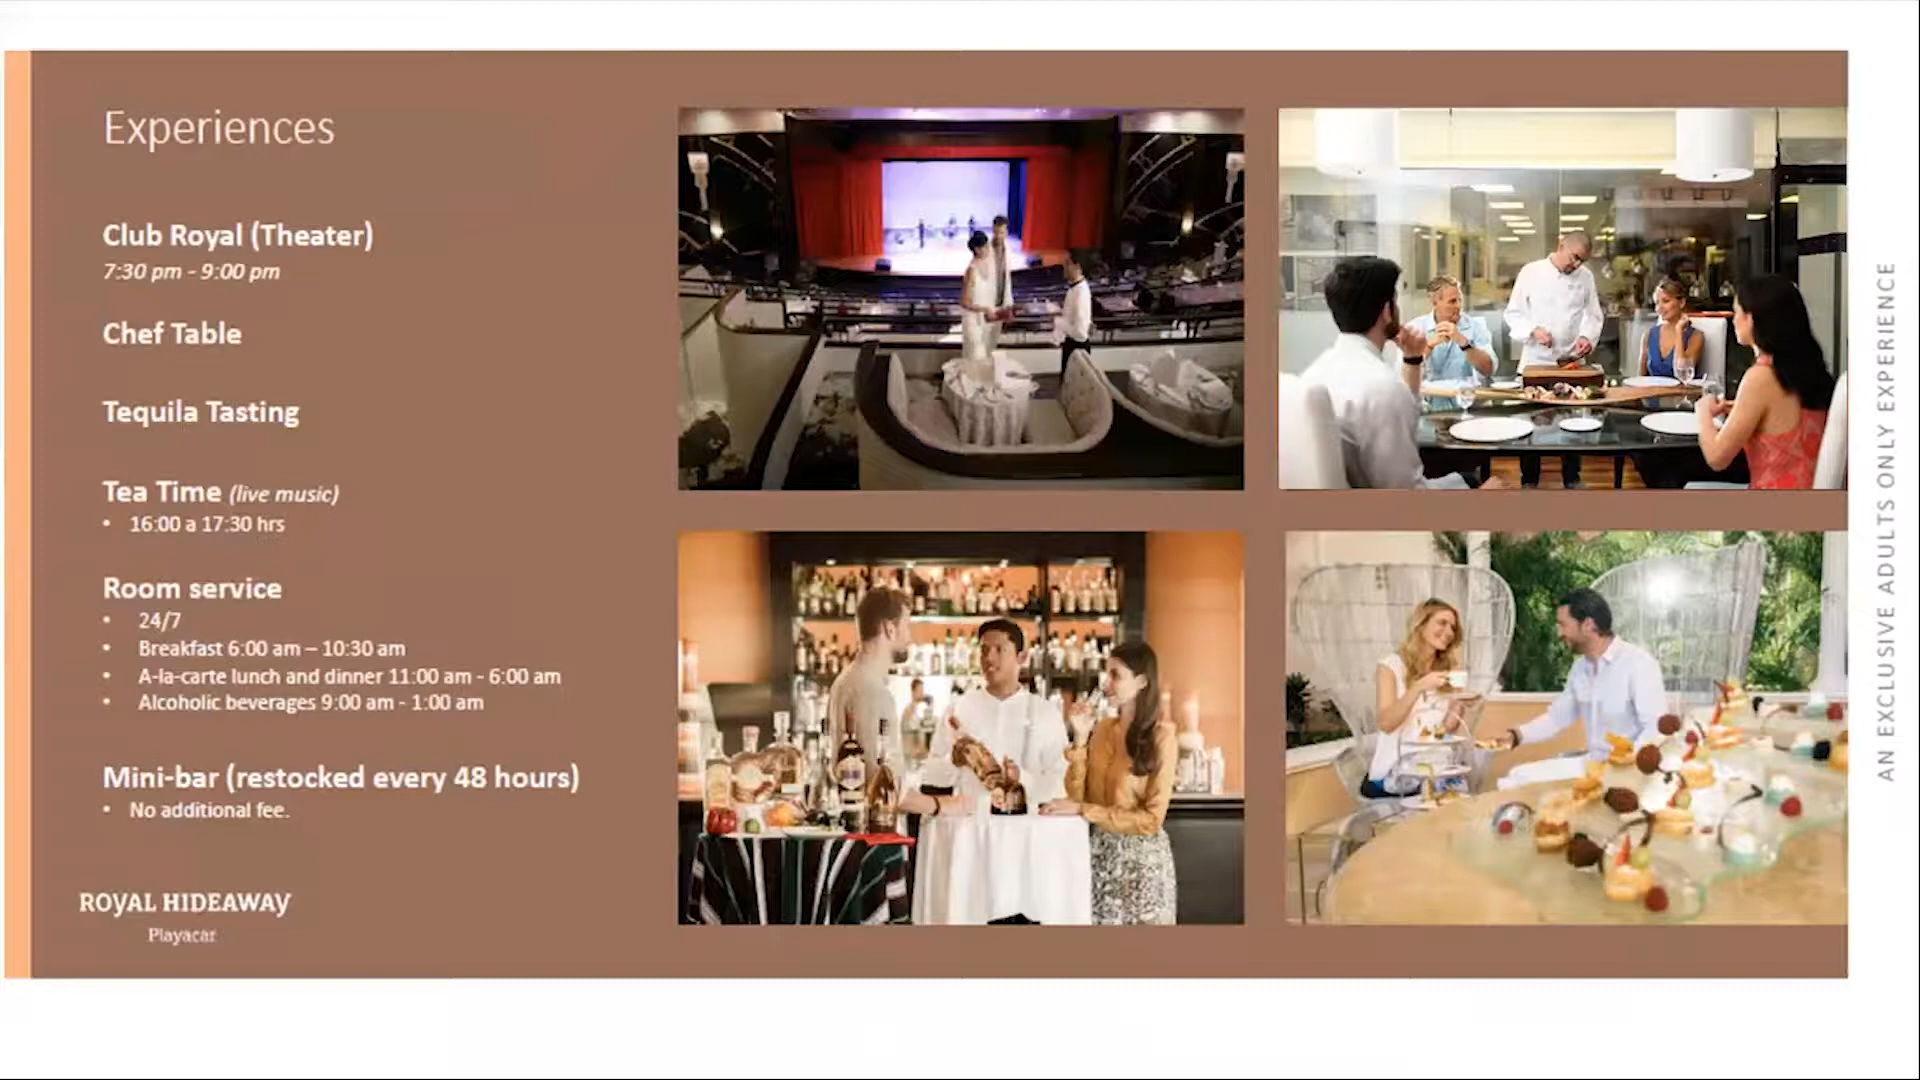 Experiences
Club Royal (Theater)
7:30 pm - 9:00 pm
Chef Table
Tequila Tasting
Tea Time (live music)
• 16:00 a 17:30 hrs
Room service
• 24/7
• Breakfast 6:00 am – 10:30 am
• A-la-carte lunch and dinner 11:00 am - 6:00 am
• Alcoholic beverages 9:00 am - 1:00 am
Mini-bar (restocked every 48 hours)
• No additional fee.
ROYAL HIDEAWAY
Playacar
AN EXCLUSIVE ADULTS ONLY EXPERIENCE